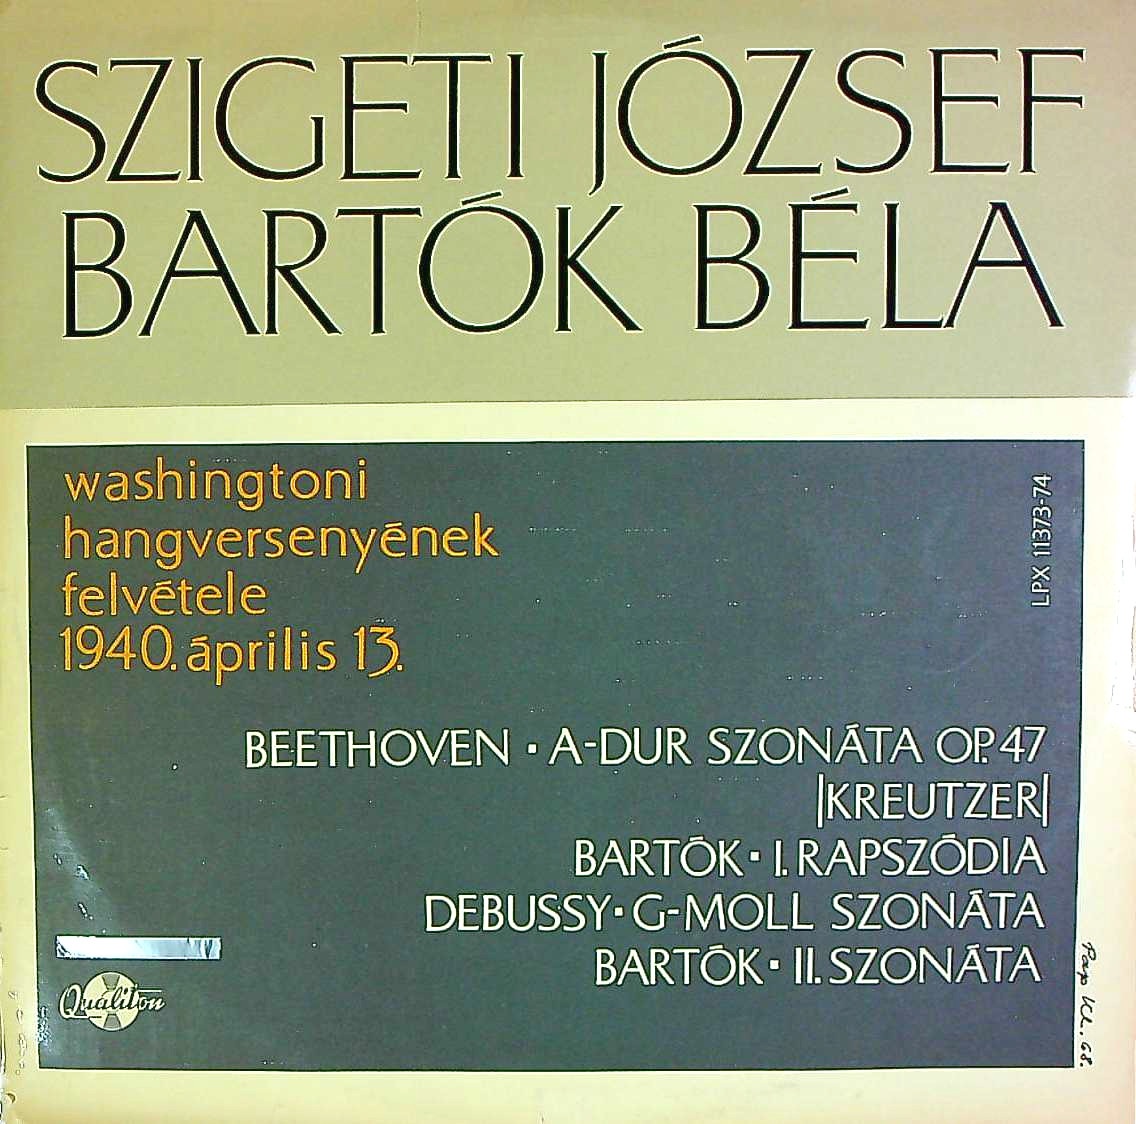 SZIGETI JÓZSEF
BARTÓK BÉLA
washingtoni
hangversenyének
felvétele
1940. április 13.
LPX 11373-74
BEETHOVEN · A-DUR SZONÁTA OP. 47
|KREUTZER|
BARTÓK · I. RAPSZÓDIA
DEBUSSY · G-MOLL SZONÁTA
BARTÓK · II. SZONÁTA
Qualiton
68.